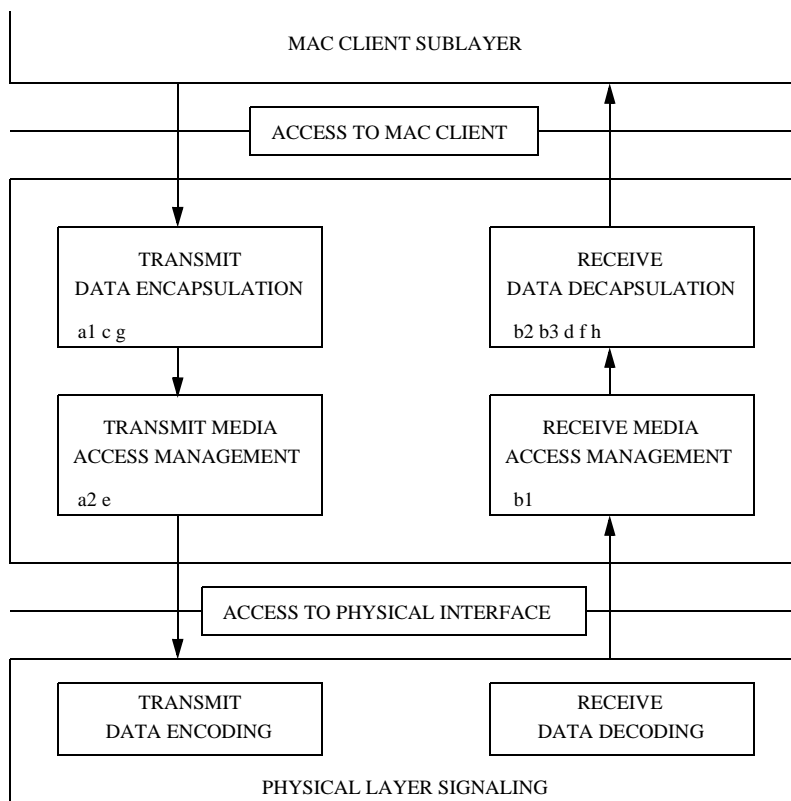 MAC CLIENT SUBLAYER
ACCESS TO MAC CLIENT
TRANSMIT
DATA ENCAPSULATION
a1 c g
RECEIVE
DATA DECAPSULATION
b2 b3 d f h
TRANSMIT MEDIA
ACCESS MANAGEMENT
a2 e
RECEIVE MEDIA
ACCESS MANAGEMENT
b1
ACCESS TO PHYSICAL INTERFACE
TRANSMIT
DATA ENCODING
RECEIVE
DATA DECODING
PHYSICAL LAYER SIGNALING